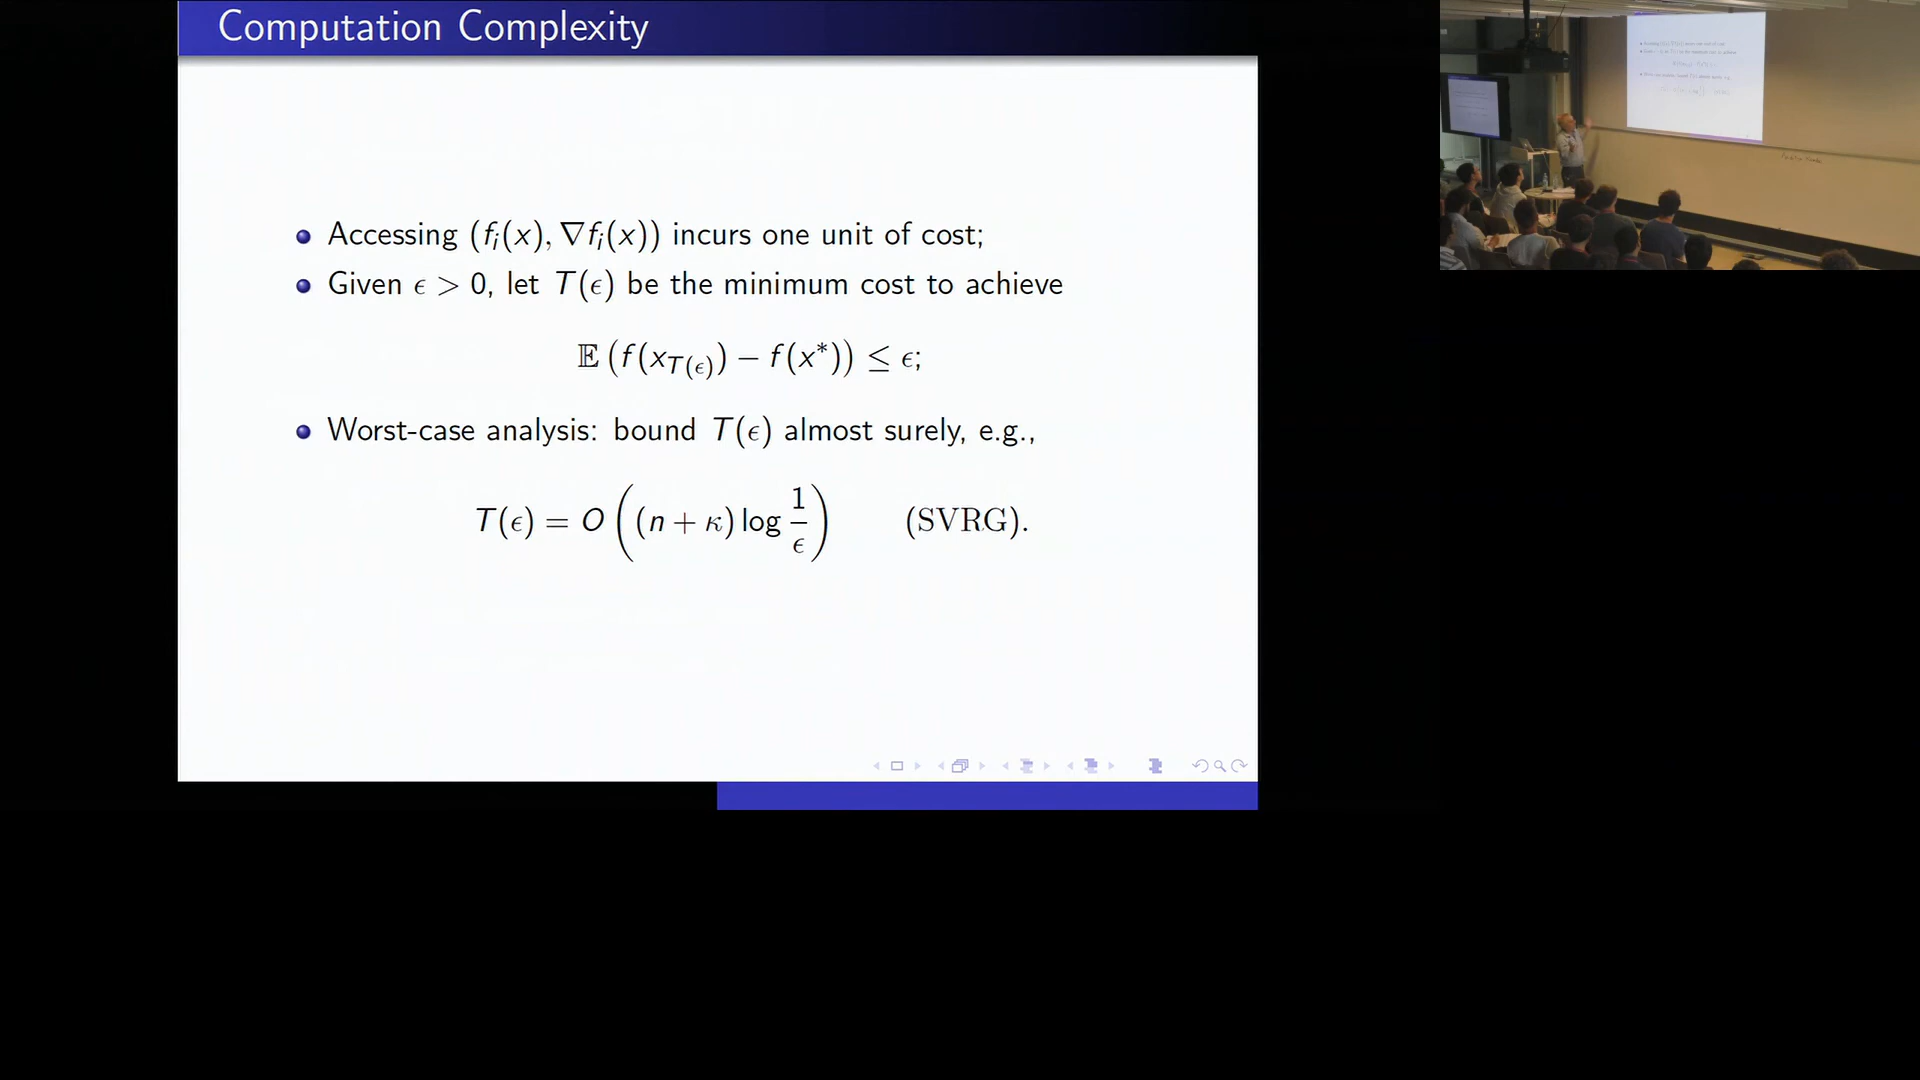 Computation Complexity
Accessing (f_i(x), ∇f_i(x)) incurs one unit of cost;
Given ϵ > 0, let T(ϵ) be the minimum cost to achieve
𝔼 (f(x_{T(ϵ)}) − f(x*)) ≤ ϵ;
Worst-case analysis: bound T(ϵ) almost surely, e.g.,
T(ϵ) = O((n + κ) log 1/ϵ) (SVRG).